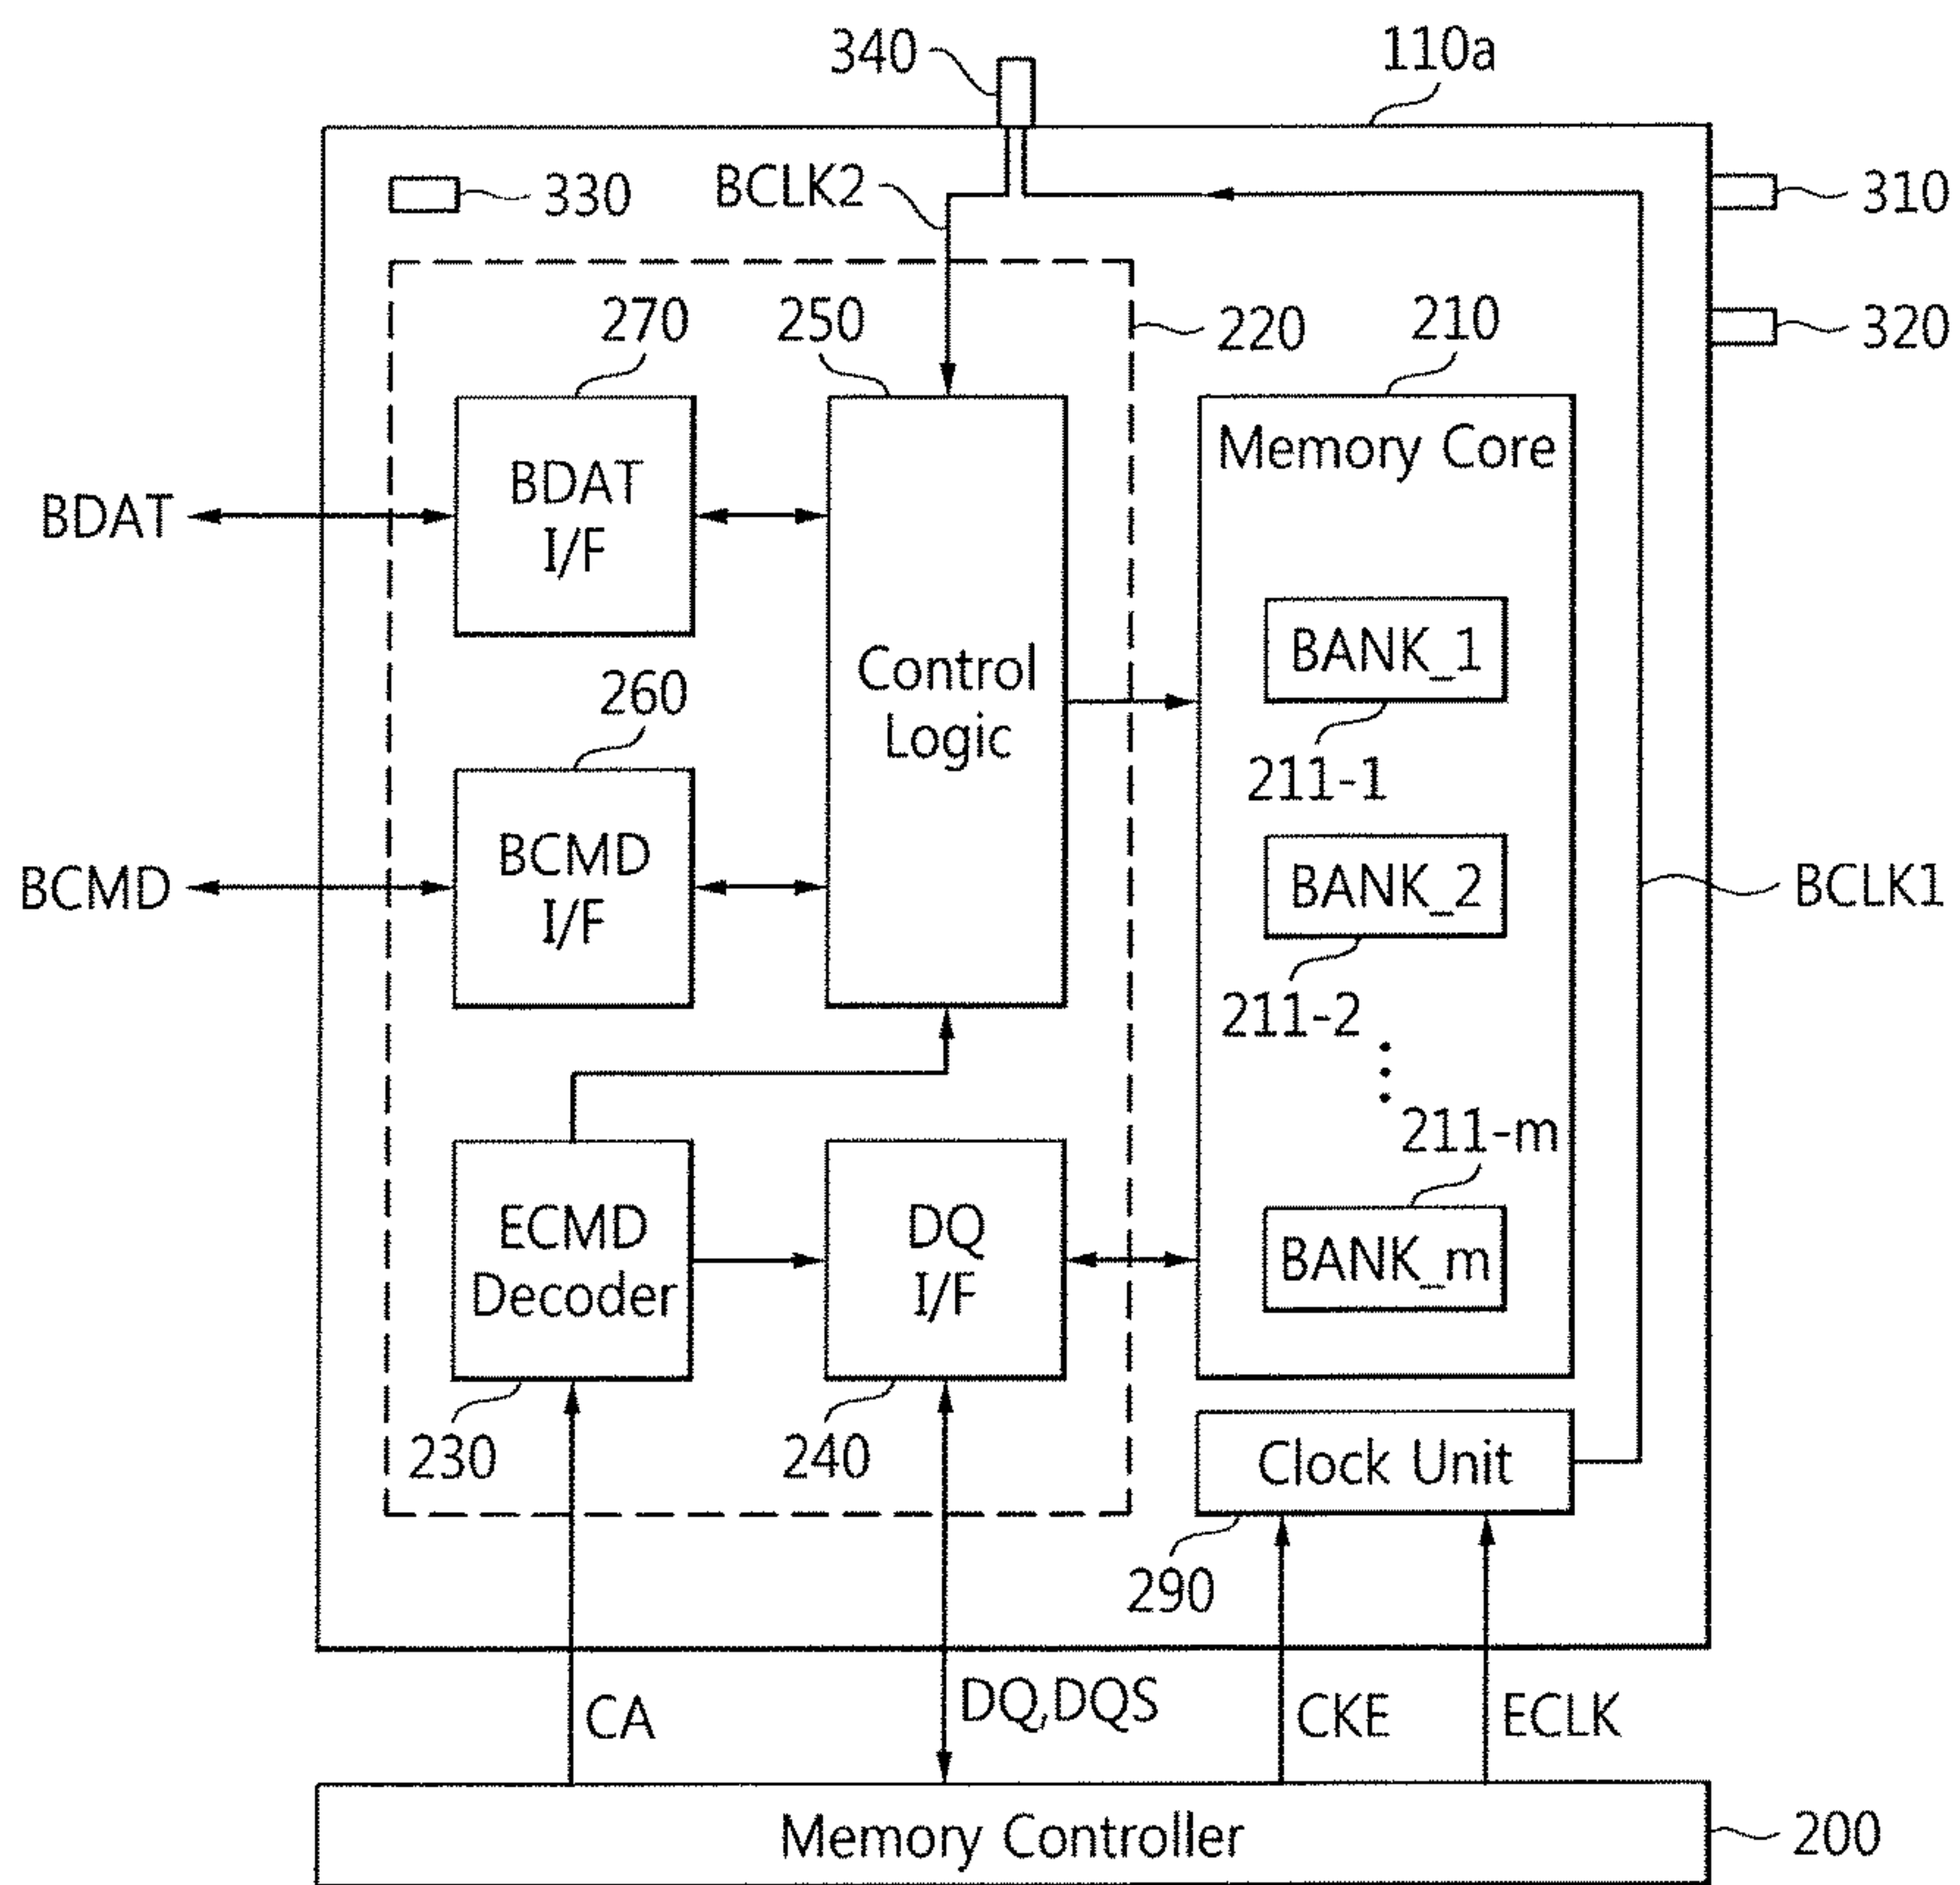 340
110a
BCLK2
330
310
270
250
220
210
320
BDAT
I/F
Control
Logic
Memory Core
BDAT
BANK_1
211-1
260
BCMD
I/F
BCMD
BANK_2
211-2
BCLK1
211-m
BANK_m
ECMD
Decoder
DQ
I/F
230
240
Clock Unit
290
CA
DQ,DQS
CKE
ECLK
Memory Controller
200